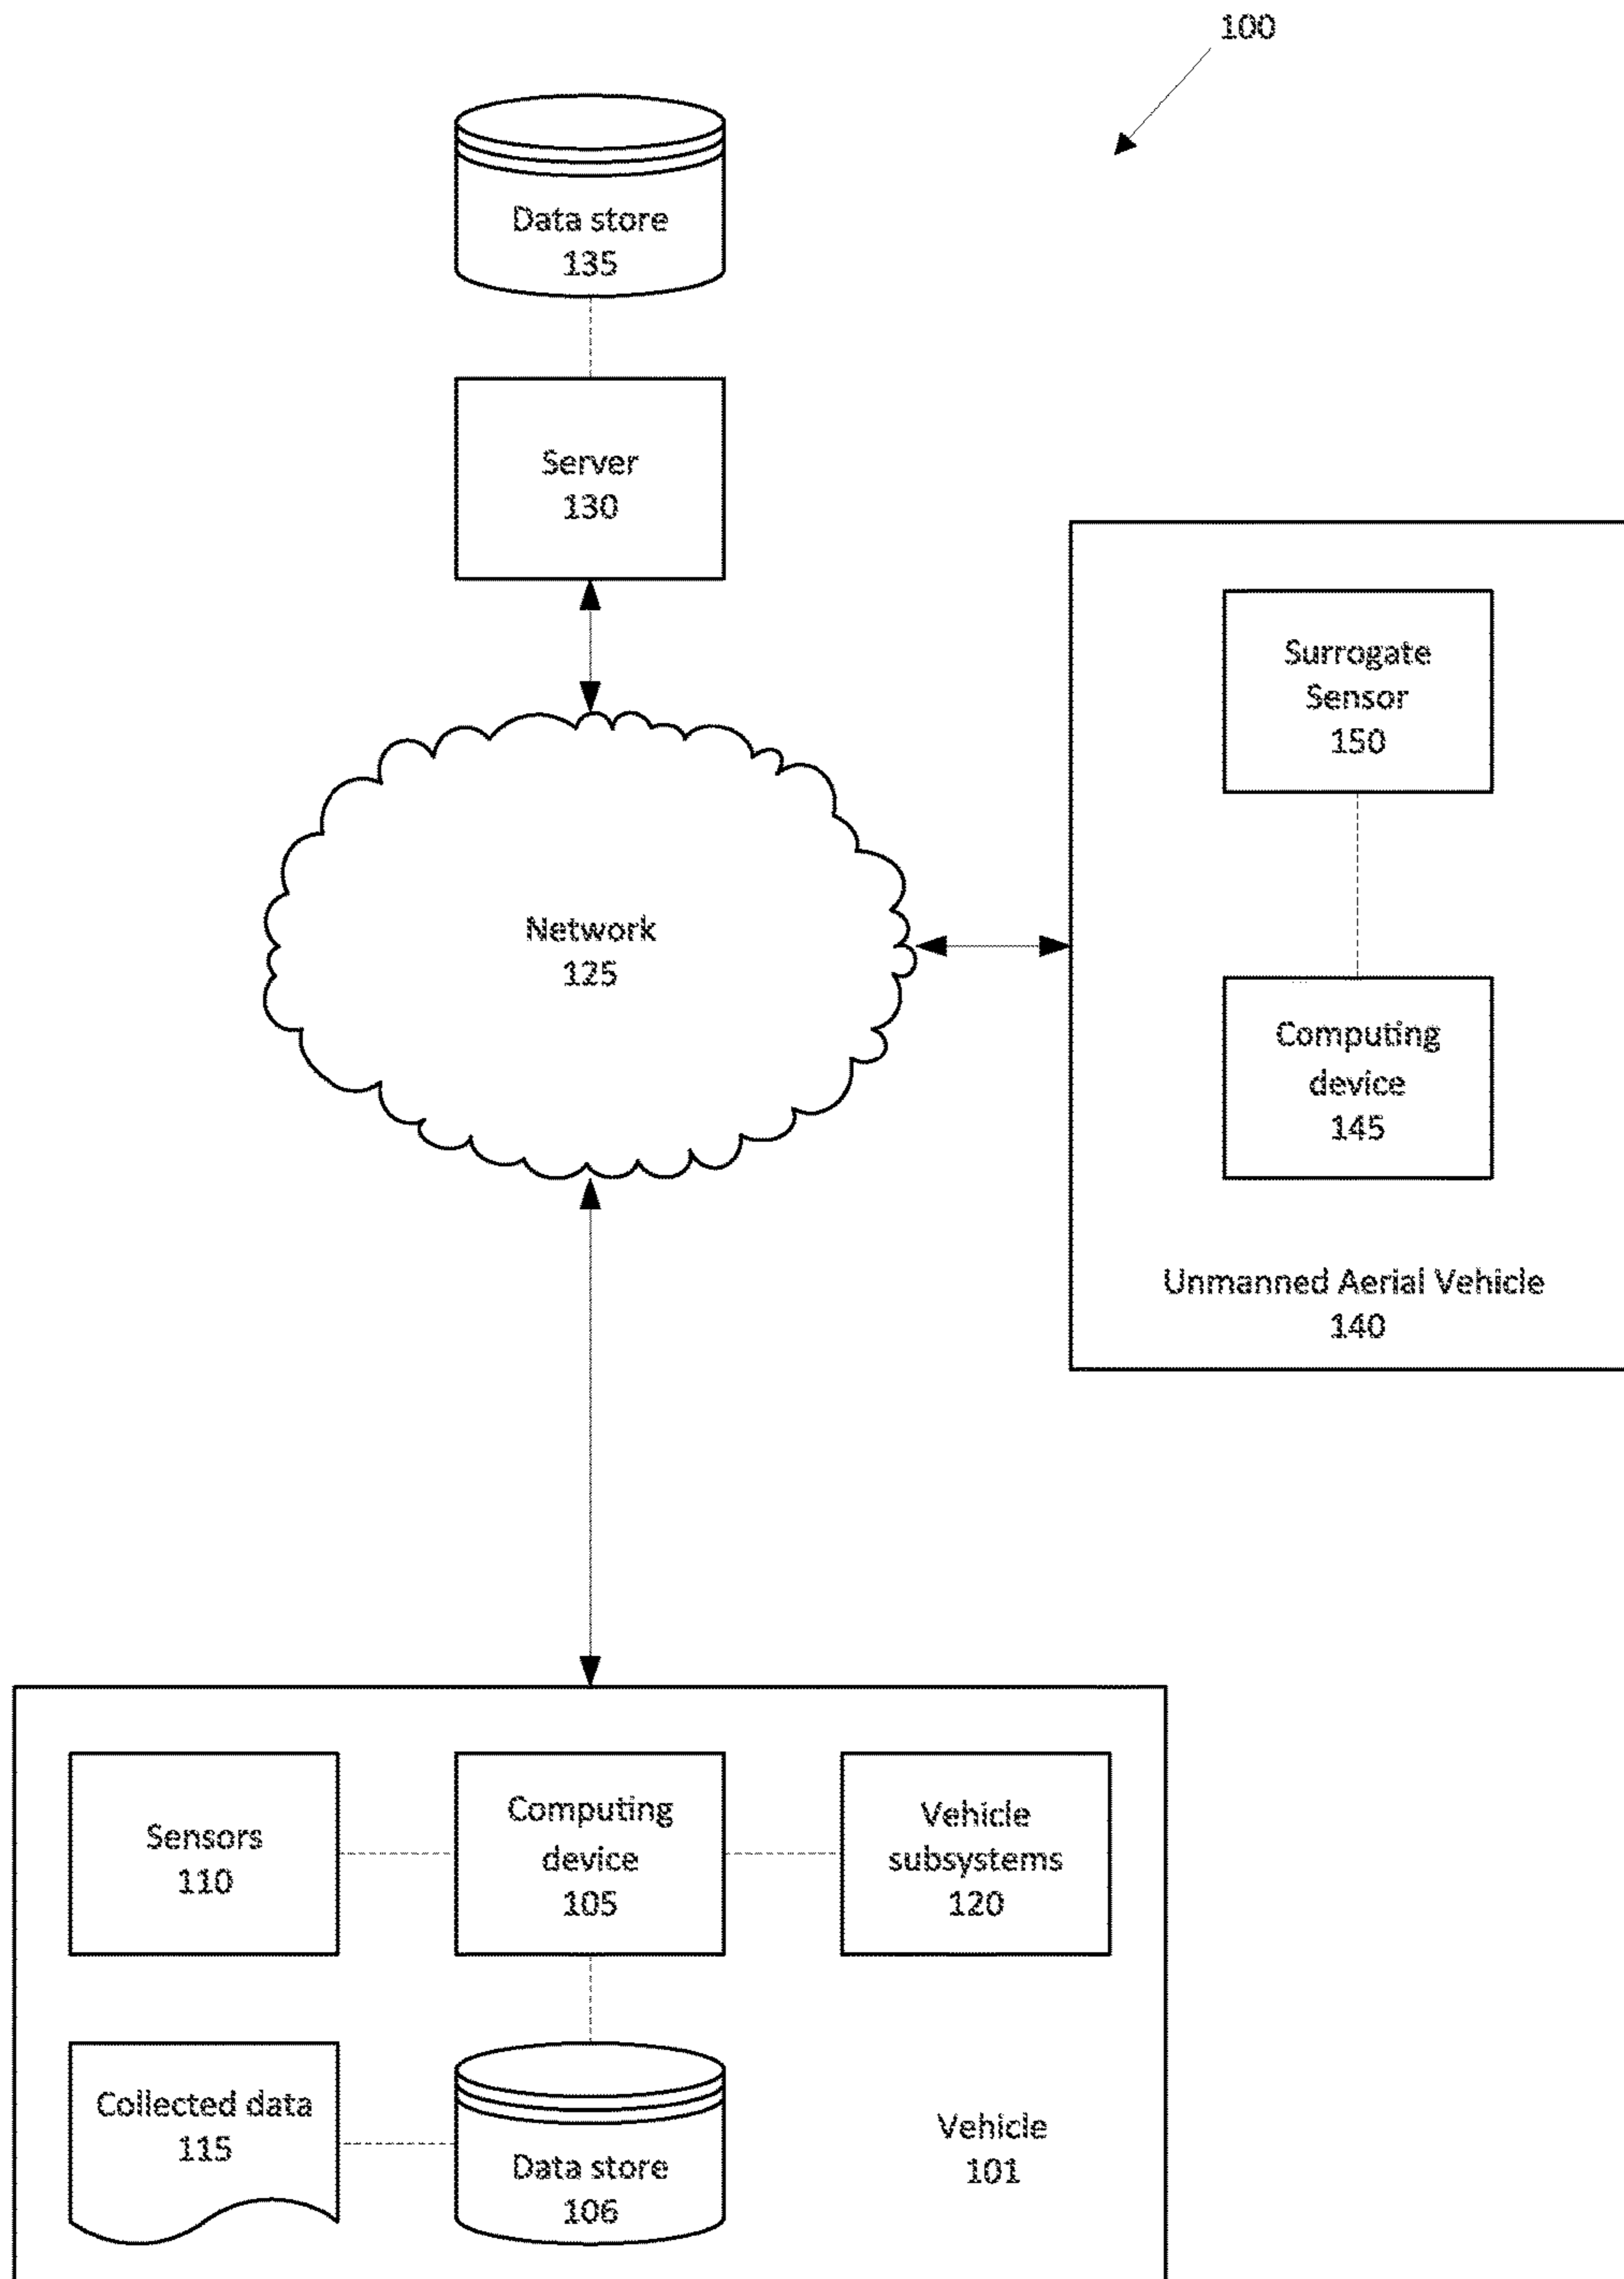 100
Data store
135
Server
130
Surrogate
Sensor
150
Network
125
Computing
device
145
Unmanned Aerial Vehicle
140
Sensors
110
Computing
device
105
Vehicle
subsystems
120
Collected data
115
Data store
106
Vehicle
101